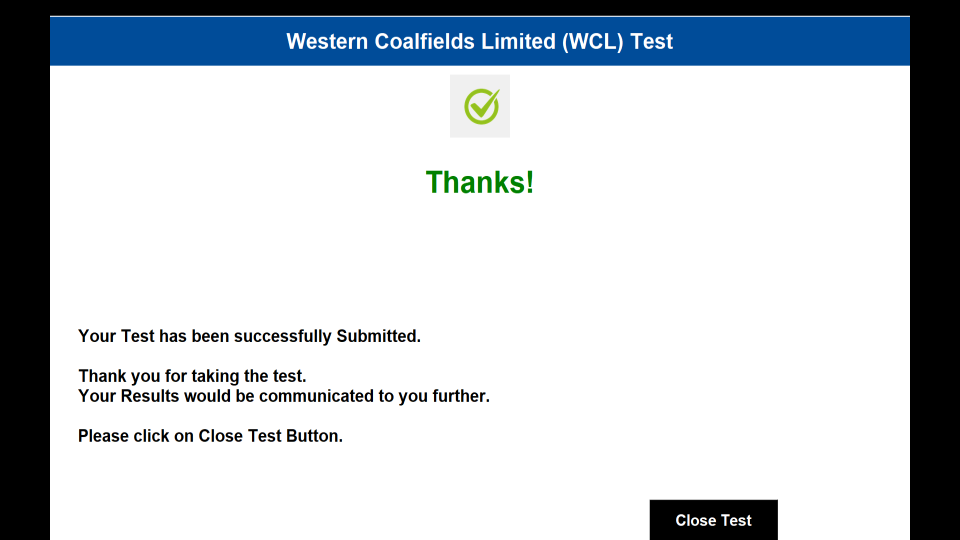 Western Coalfields Limited (WCL) Test
Thanks!
Your Test has been successfully Submitted.
Thank you for taking the test.
Your Results would be communicated to you further.
Please click on Close Test Button.
Close Test